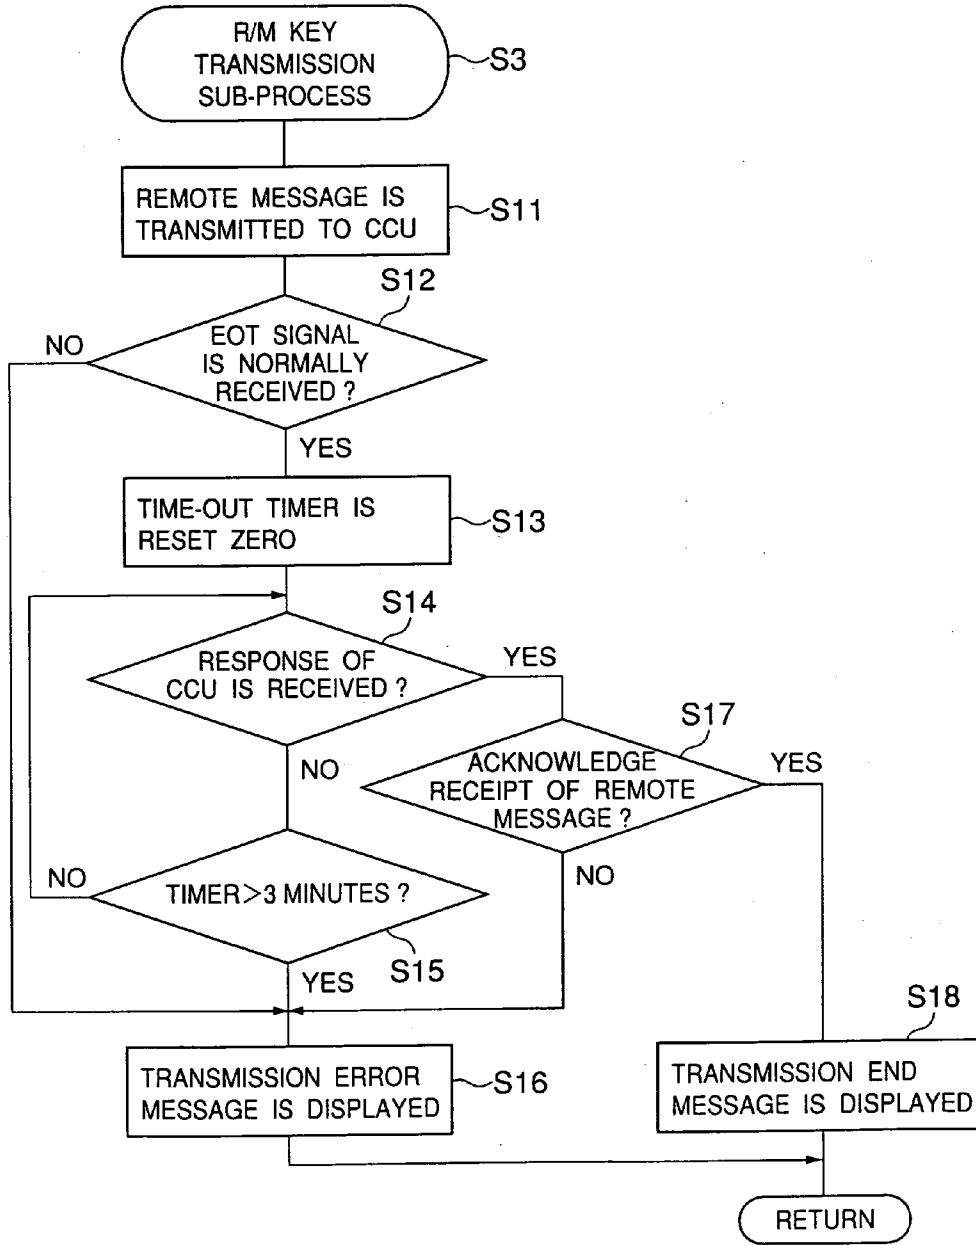 R/M KEY
TRANSMISSION
SUB-PROCESS
S3
REMOTE MESSAGE IS
TRANSMITTED TO CCU
S11
S12
EOT SIGNAL
IS NORMALLY
RECEIVED ?
NO
YES
TIME-OUT TIMER IS
RESET ZERO
S13
S14
RESPONSE OF
CCU IS RECEIVED ?
YES
NO
S17
ACKNOWLEDGE
RECEIPT OF REMOTE
MESSAGE ?
YES
NO
TIMER>3 MINUTES ?
NO
S15
YES
TRANSMISSION ERROR
MESSAGE IS DISPLAYED
S16
S18
TRANSMISSION END
MESSAGE IS DISPLAYED
RETURN